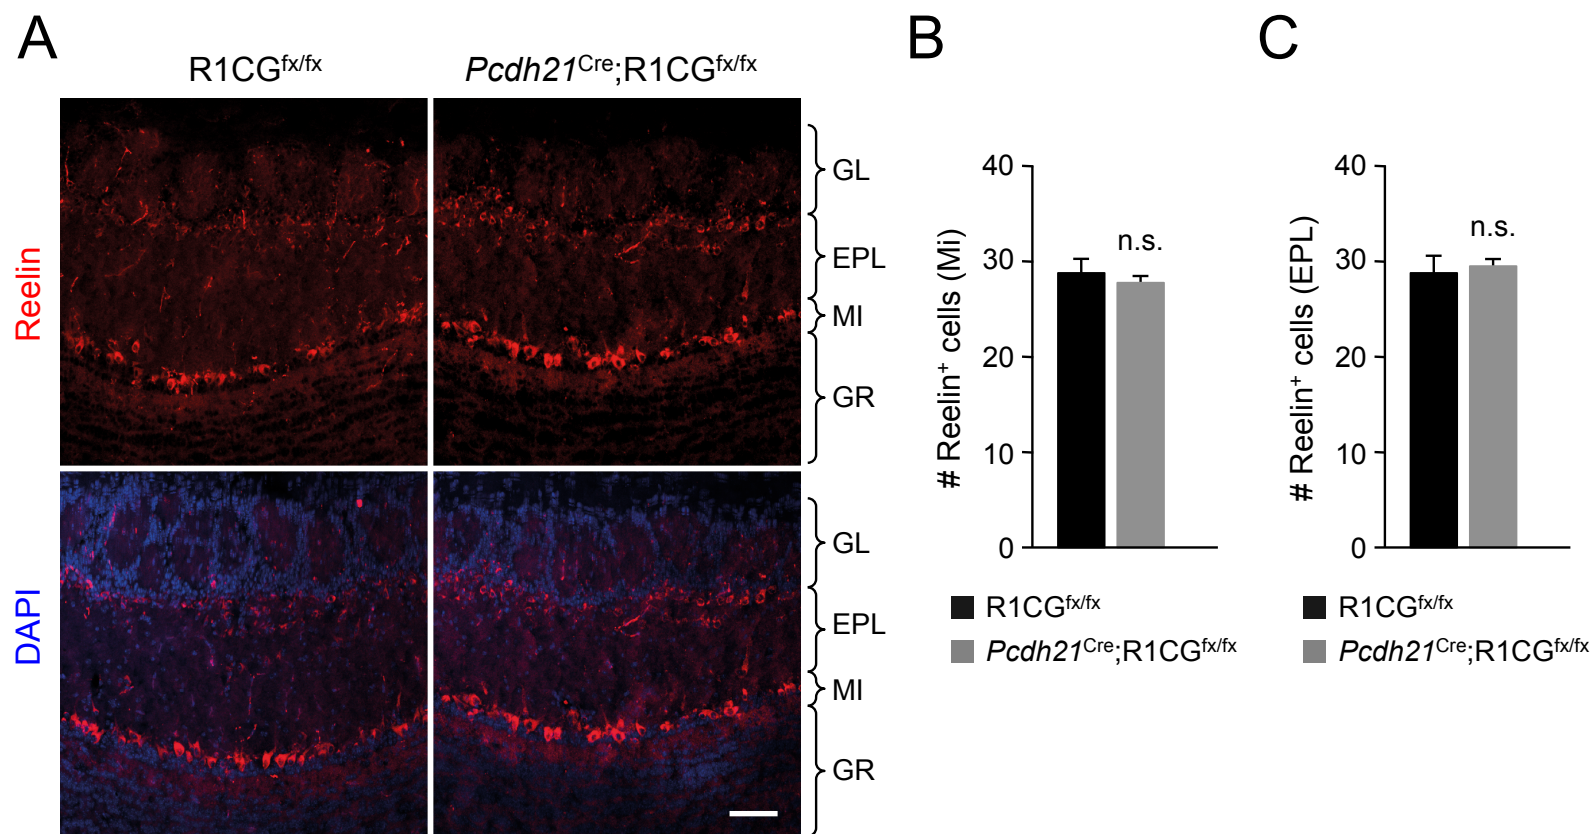 A
R1CGfx/fx
Pcdh21Cre;R1CGfx/fx
Reelin
GL
EPL
MI
GR
DAPI
GL
EPL
MI
GR
B
# Reelin+ cells (Mi)
40
30
20
10
0
n.s.
R1CGfx/fx
Pcdh21Cre;R1CGfx/fx
C
# Reelin+ cells (EPL)
40
30
20
10
0
n.s.
R1CGfx/fx
Pcdh21Cre;R1CGfx/fx